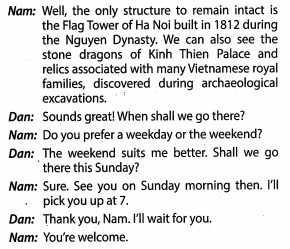 Nam: Well, the only structure to remain intact is
the Flag Tower of Ha Noi built in 1812 during
the Nguyen Dynasty. We can also see the
stone dragons of Kinh Thien Palace and
relics associated with many Vietnamese royal
families, discovered during archaeological
excavations.
Dan: Sounds great! When shall we go there?
Nam: Do you prefer a weekday or the weekend?
Dan: The weekend suits me better. Shall we go
there this Sunday?
Nam: Sure. See you on Sunday morning then. I'll
pick you up at 7.
Dan: Thank you, Nam. I'll wait for you.
Nam: You're welcome.